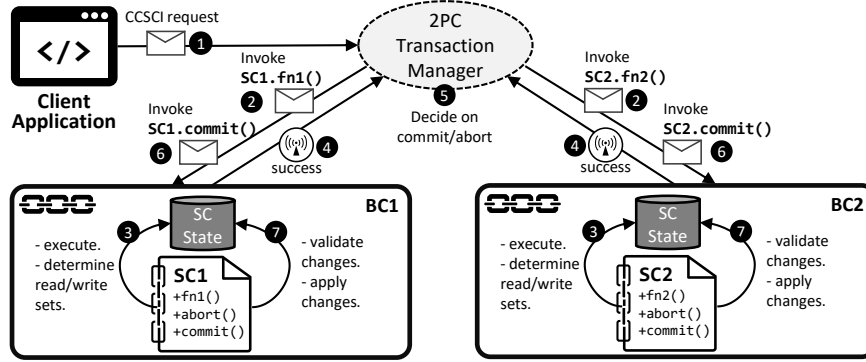 CCSCI request
1
</>
Client
Application
2PC
Transaction
Manager
5
Decide on
commit/abort
Invoke
SC1.fn1()
2
Invoke
SC1.commit()
6
4
success
Invoke
SC2.fn2()
2
Invoke
SC2.commit()
6
4
success
BC1
SC
State
3
7
- execute.
- determine
read/write
sets.
- validate
changes.
- apply
changes.
SC1
+fn1()
+abort()
+commit()
BC2
SC
State
3
7
- execute.
- determine
read/write
sets.
- validate
changes.
- apply
changes.
SC2
+fn2()
+abort()
+commit()